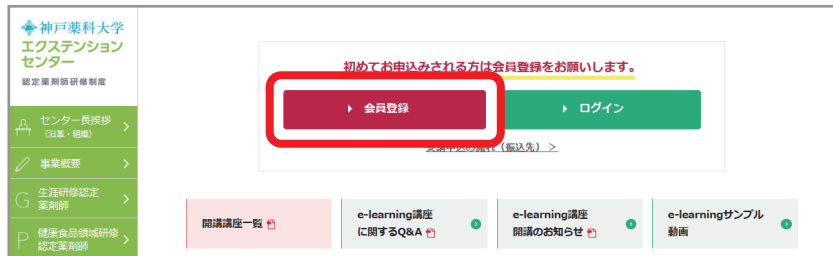 神戸薬科大学
エクステンション
センター
認定薬剤師研修制度
センター長挨拶
(沿革・組織)
事業概要
生涯研修認定
薬剤師
健康食品領域研修
認定薬剤師
初めてお申込みされる方は会員登録をお願いします。
会員登録
ログイン
受講申込の流れ（振込先）＞
開講講座一覧
e-learning講座
に関するQ&A
e-learning講座
開講のお知らせ
e-learningサンプル
動画